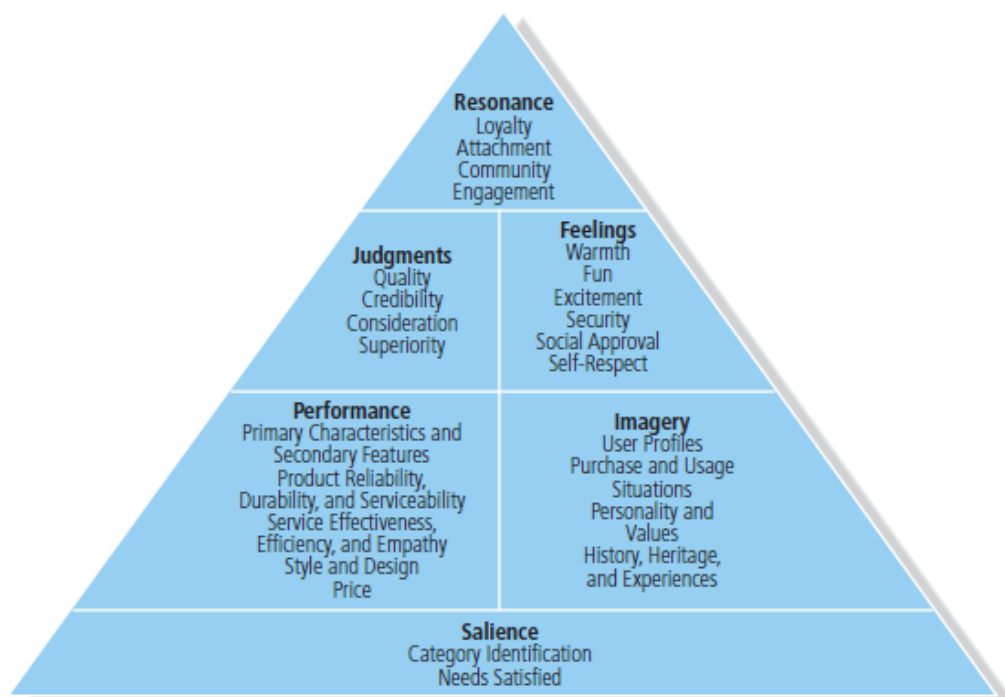 Resonance
Loyalty
Attachment
Community
Engagement
Judgments
Quality
Credibility
Consideration
Superiority
Feelings
Warmth
Fun
Excitement
Security
Social Approval
Self-Respect
Performance
Primary Characteristics and
Secondary Features
Product Reliability,
Durability, and Serviceability
Service Effectiveness,
Efficiency, and Empathy
Style and Design
Price
Imagery
User Profiles
Purchase and Usage
Situations
Personality and
Values
History, Heritage,
and Experiences
Salience
Category Identification
Needs Satisfied